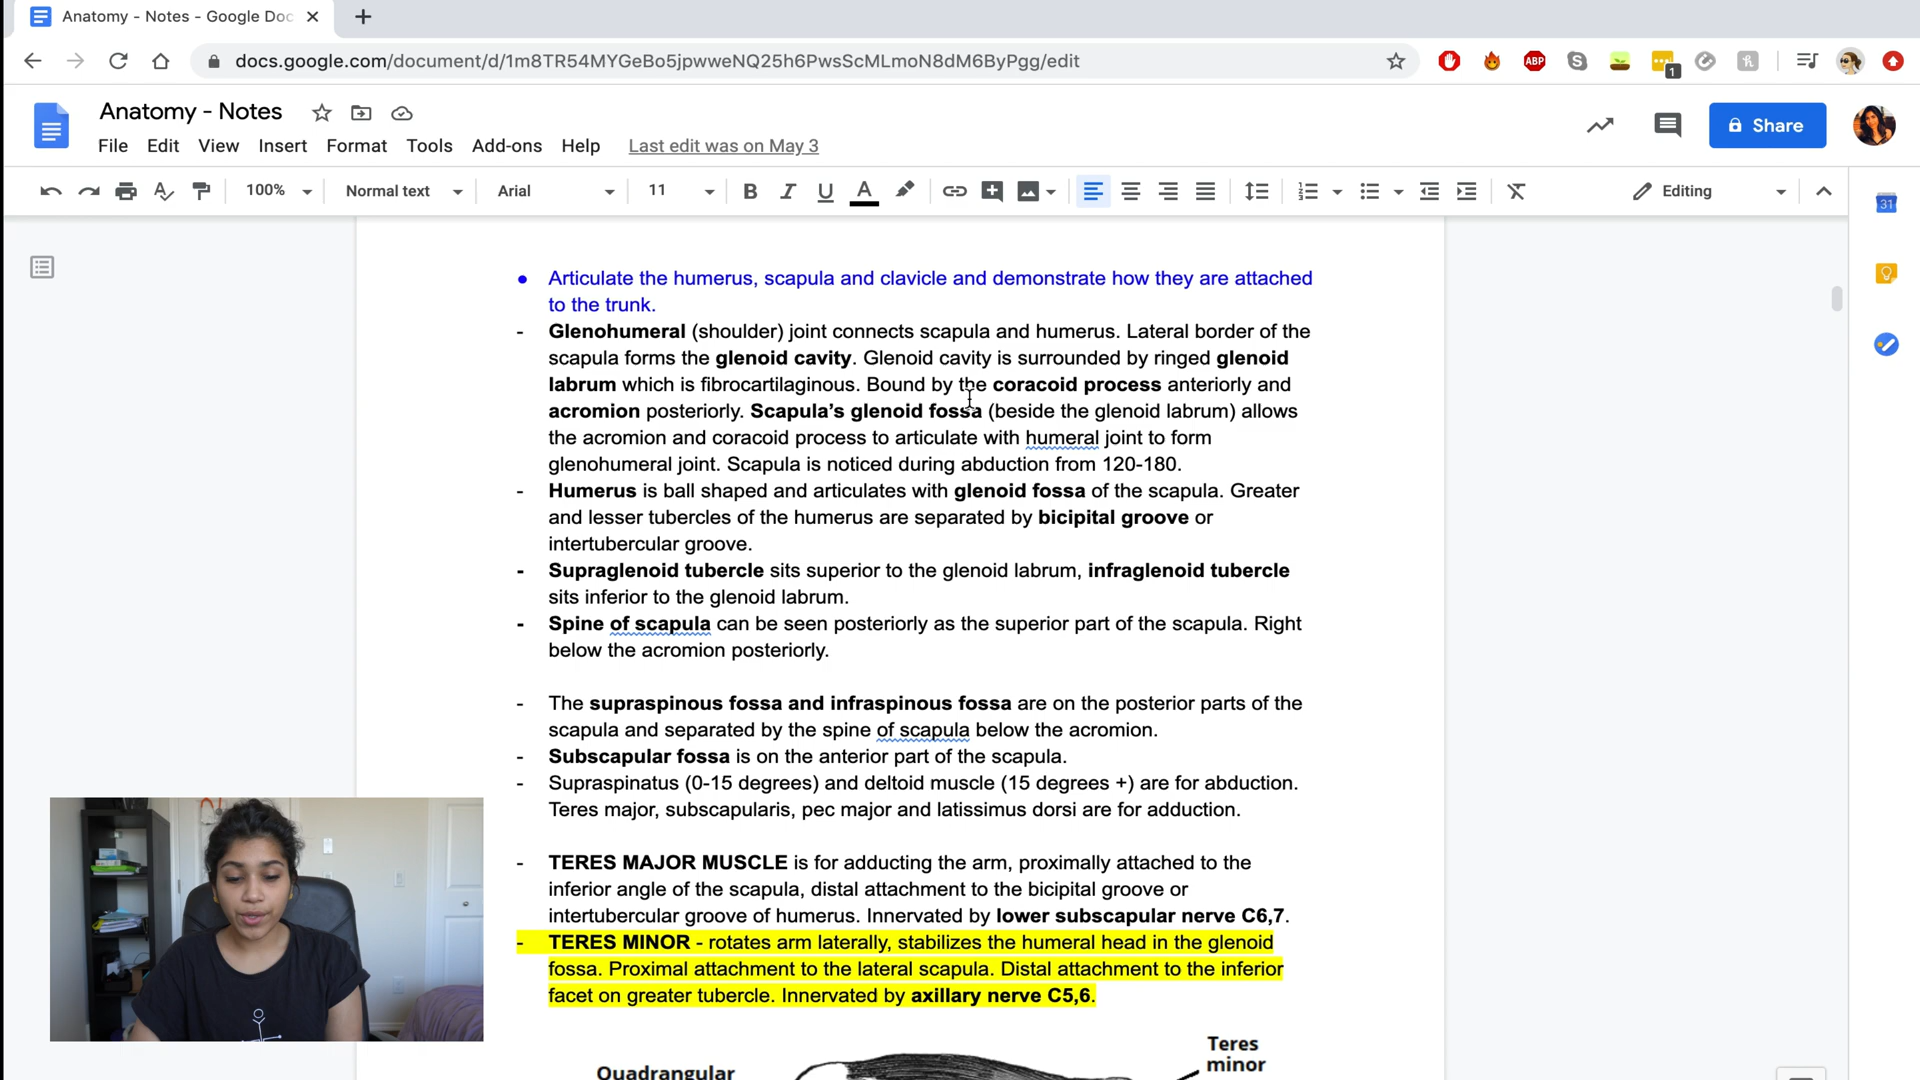 Anatomy - Notes - Google Doc
docs.google.com/document/d/1m8TR54MYGeBo5jpwweNQ25h6PwsScMLmoN8dM6ByPgg/edit
ABP
1
Anatomy - Notes
File Edit View Insert Format Tools Add-ons Help Last edit was on May 3
Share
100% Normal text Arial 11 B I U A Editing
31
● Articulate the humerus, scapula and clavicle and demonstrate how they are attached
to the trunk.
- Glenohumeral (shoulder) joint connects scapula and humerus. Lateral border of the
scapula forms the glenoid cavity. Glenoid cavity is surrounded by ringed glenoid
labrum which is fibrocartilaginous. Bound by the coracoid process anteriorly and
acromion posteriorly. Scapula's glenoid fossa (beside the glenoid labrum) allows
the acromion and coracoid process to articulate with humeral joint to form
glenohumeral joint. Scapula is noticed during abduction from 120-180.
- Humerus is ball shaped and articulates with glenoid fossa of the scapula. Greater
and lesser tubercles of the humerus are separated by bicipital groove or
intertubercular groove.
- Supraglenoid tubercle sits superior to the glenoid labrum, infraglenoid tubercle
sits inferior to the glenoid labrum.
- Spine of scapula can be seen posteriorly as the superior part of the scapula. Right
below the acromion posteriorly.
- The supraspinous fossa and infraspinous fossa are on the posterior parts of the
scapula and separated by the spine of scapula below the acromion.
- Subscapular fossa is on the anterior part of the scapula.
- Supraspinatus (0-15 degrees) and deltoid muscle (15 degrees +) are for abduction.
Teres major, subscapularis, pec major and latissimus dorsi are for adduction.
- TERES MAJOR MUSCLE is for adducting the arm, proximally attached to the
inferior angle of the scapula, distal attachment to the bicipital groove or
intertubercular groove of humerus. Innervated by lower subscapular nerve C6,7.
- TERES MINOR - rotates arm laterally, stabilizes the humeral head in the glenoid
fossa. Proximal attachment to the lateral scapula. Distal attachment to the inferior
facet on greater tubercle. Innervated by axillary nerve C5,6.
Quadrangular
Teres
minor